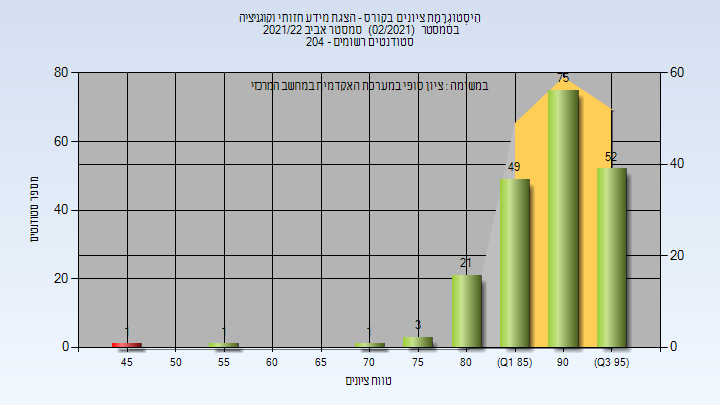 היסטוגרמת ציונים בקורס - הצגת מידע חזותי וקוגניציה
בסמסטר (02/2021) סמסטר אביב 2021/22
סטודנטים רשומים - 204
במשימה : ציון סופי במערכת האקדמית במחשב המרכזי
80
60
40
20
0
60
40
20
0
מספר סטודנטים
1
1
1
3
21
49
75
52
45 50 55 60 65 70 75 80 (Q1 85) 90 (Q3 95)
טווח ציונים